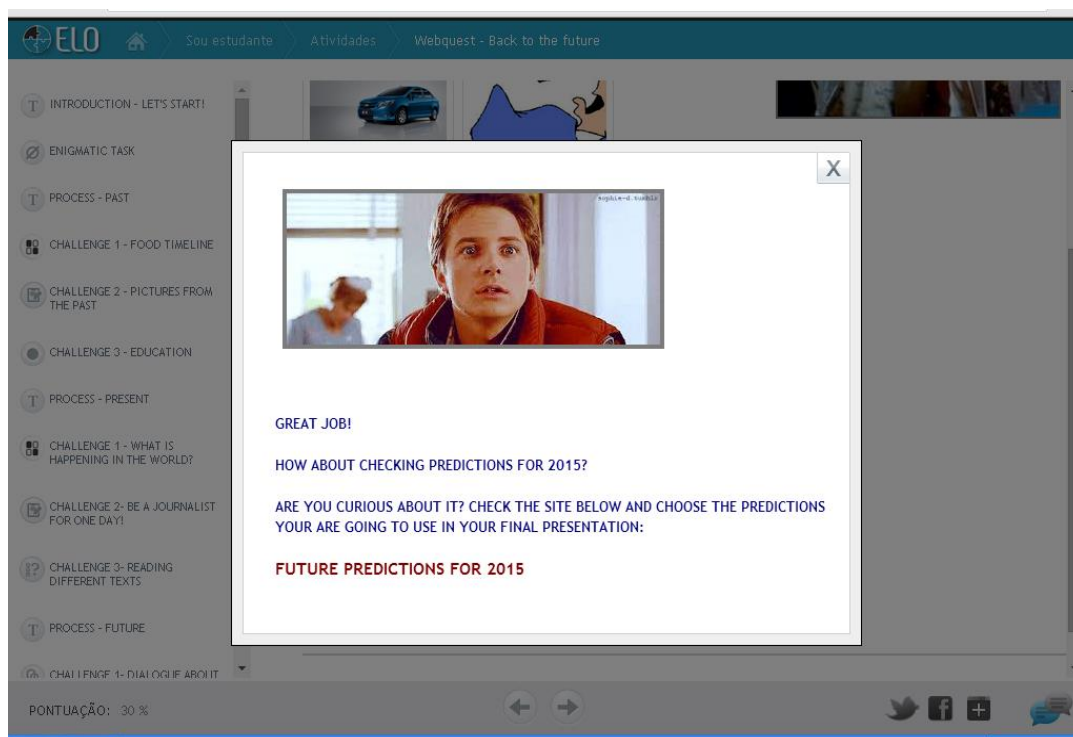 ELO
Sou estudante
Atividades
Webquest - Back to the future
INTRODUCTION - LET'S START!
ENIGMATIC TASK
PROCESS - PAST
CHALLENGE 1 - FOOD TIMELINE
CHALLENGE 2 - PICTURES FROM
THE PAST
CHALLENGE 3 - EDUCATION
PROCESS - PRESENT
CHALLENGE 1 - WHAT IS
HAPPENING IN THE WORLD?
CHALLENGE 2- BE A JOURNALIST
FOR ONE DAY!
CHALLENGE 3- READING
DIFFERENT TEXTS
PROCESS - FUTURE
CHALLENGE 1- DIALOGUE ABOUT
X
GREAT JOB!
HOW ABOUT CHECKING PREDICTIONS FOR 2015?
ARE YOU CURIOUS ABOUT IT? CHECK THE SITE BELOW AND CHOOSE THE PREDICTIONS
YOUR ARE GOING TO USE IN YOUR FINAL PRESENTATION:
FUTURE PREDICTIONS FOR 2015
PONTUAÇÃO: 30 %